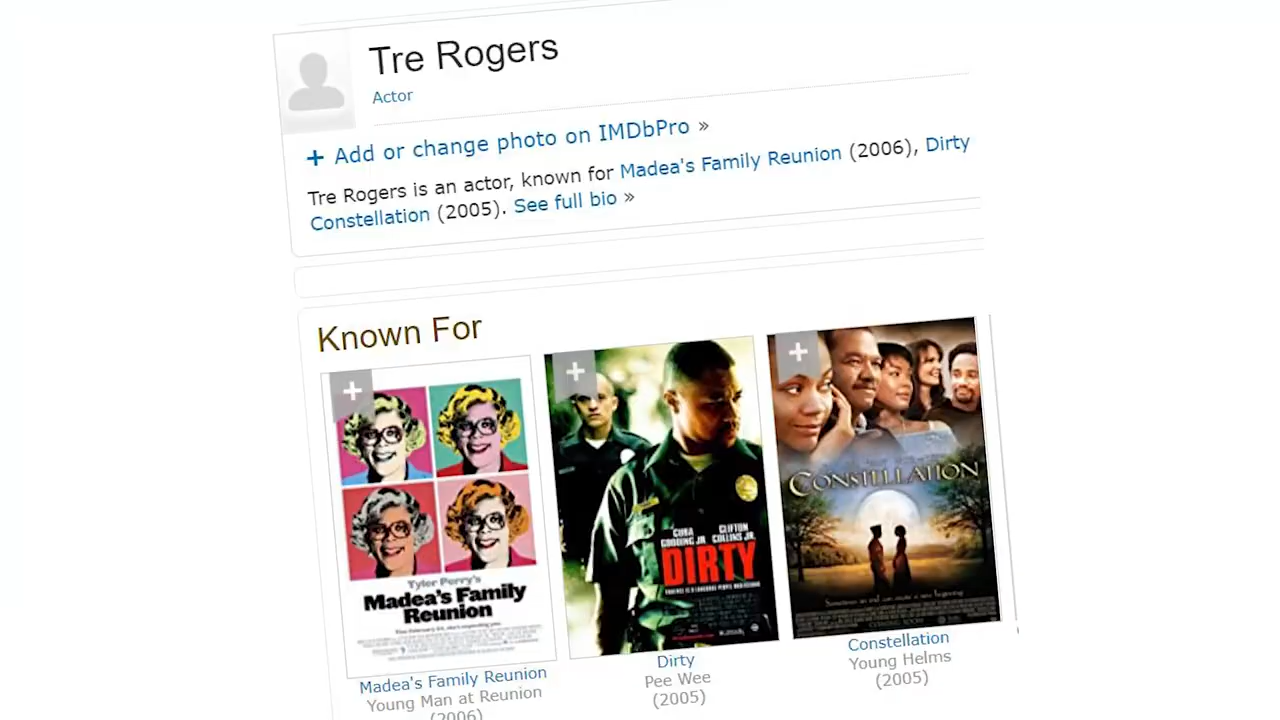 Tre Rogers
Actor
+ Add or change photo on IMDbPro »
Tre Rogers is an actor, known for Madea's Family Reunion (2006), Dirty
Constellation (2005). See full bio »
Known For
+
+
+
Tyler Perry's
Madea's Family
Reunion
CUBA
GOODING JR.
CLIFTON
COLLINS JR.
DIRTY
CONSTELLATION
Madea's Family Reunion
Young Man at Reunion
(2006)
Dirty
Pee Wee
(2005)
Constellation
Young Helms
(2005)